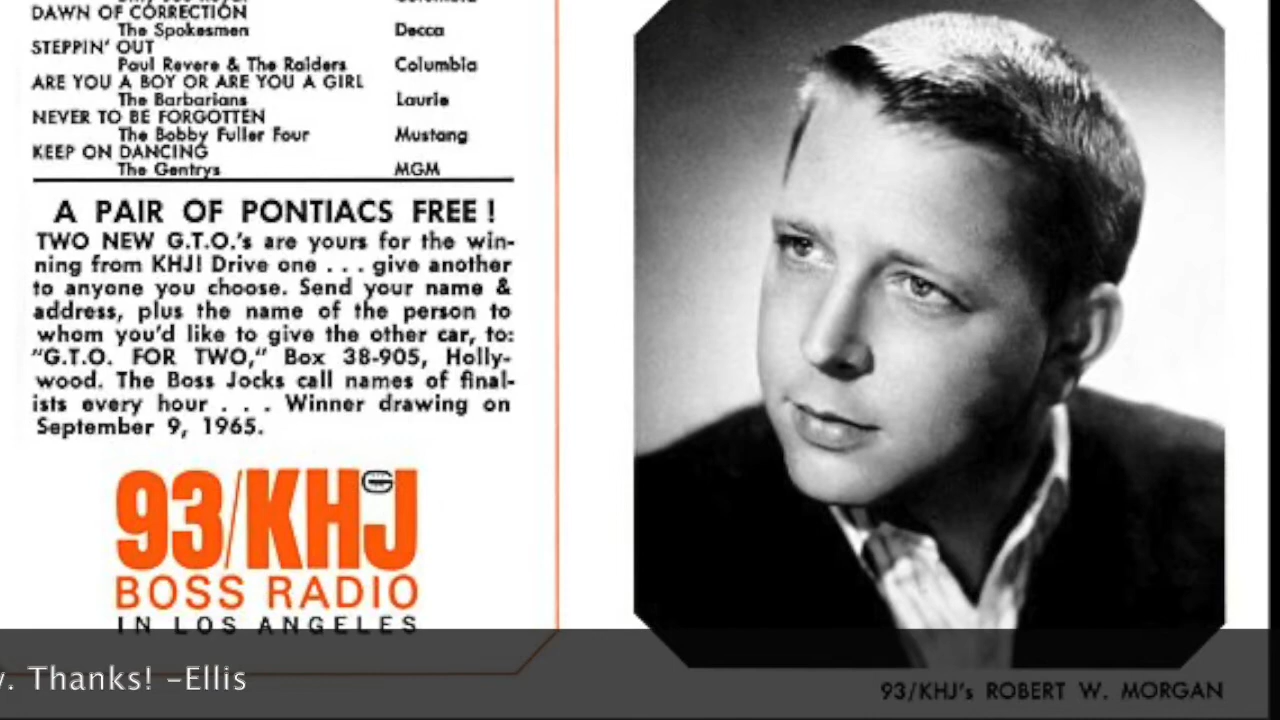 DAWN OF CORRECTION
The Spokesmen Decca
STEPPIN' OUT
Paul Revere & The Raiders Columbia
ARE YOU A BOY OR ARE YOU A GIRL
The Barbarians Laurie
NEVER TO BE FORGOTTEN
The Bobby Fuller Four Mustang
KEEP ON DANCING
The Gentrys MGM
A PAIR OF PONTIACS FREE!
TWO NEW G.T.O.'s are yours for the win-
ning from KHJ! Drive one . . . give another
to anyone you choose. Send your name &
address, plus the name of the person to
whom you'd like to give the other car, to:
"G.T.O. FOR TWO," Box 38-905, Holly-
wood. The Boss Jocks call names of final-
ists every hour . . . Winner drawing on
September 9, 1965.
93/KHJ
BOSS RADIO
IN LOS ANGELES
. Thanks! -Ellis
93/KHJ's ROBERT W. MORGAN